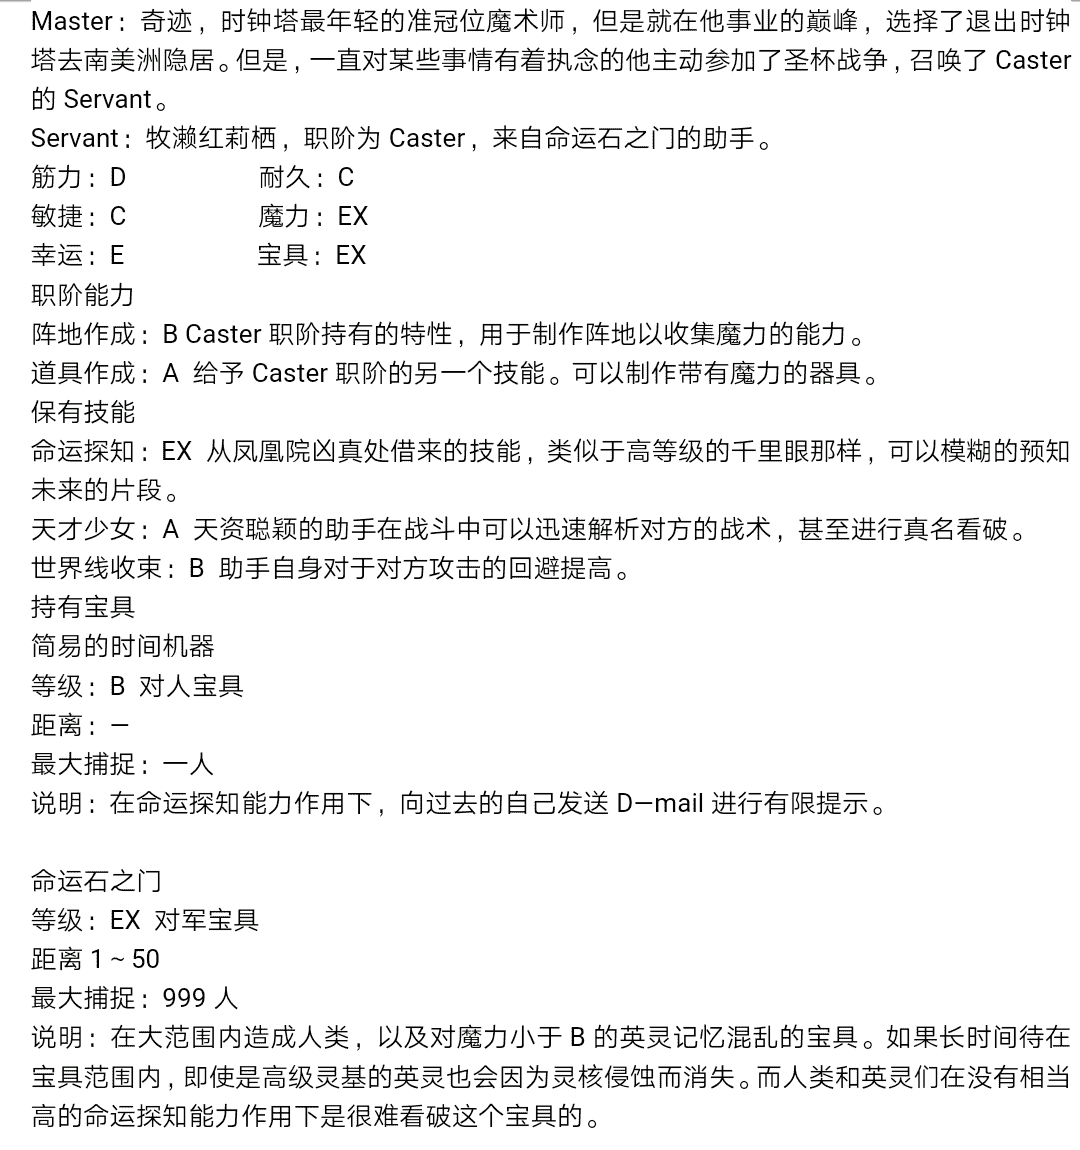 Master：奇迹，时钟塔最年轻的准冠位魔术师，但是就在他事业的巅峰，选择了退出时钟
塔去南美洲隐居。但是，一直对某些事情有着执念的他主动参加了圣杯战争，召唤了 Caster
的 Servant。
Servant：牧濑红莉栖，职阶为 Caster，来自命运石之门的助手。
筋力：D 耐久：C
敏捷：C 魔力：EX
幸运：E 宝具：EX
职阶能力
阵地作成：B Caster 职阶持有的特性，用于制作阵地以收集魔力的能力。
道具作成：A 给予 Caster 职阶的另一个技能。可以制作带有魔力的器具。
保有技能
命运探知：EX 从凤凰院凶真处借来的技能，类似于高等级的千里眼那样，可以模糊的预知
未来的片段。
天才少女：A 天资聪颖的助手在战斗中可以迅速解析对方的战术，甚至进行真名看破。
世界线收束：B 助手自身对于对方攻击的回避提高。
持有宝具
简易的时间机器
等级：B 对人宝具
距离：—
最大捕捉：一人
说明：在命运探知能力作用下，向过去的自己发送 D—mail 进行有限提示。
命运石之门
等级：EX 对军宝具
距离 1 ~ 50
最大捕捉：999 人
说明：在大范围内造成人类，以及对魔力小于 B 的英灵记忆混乱的宝具。如果长时间待在
宝具范围内，即使是高级灵基的英灵也会因为灵核侵蚀而消失。而人类和英灵们在没有相当
高的命运探知能力作用下是很难看破这个宝具的。